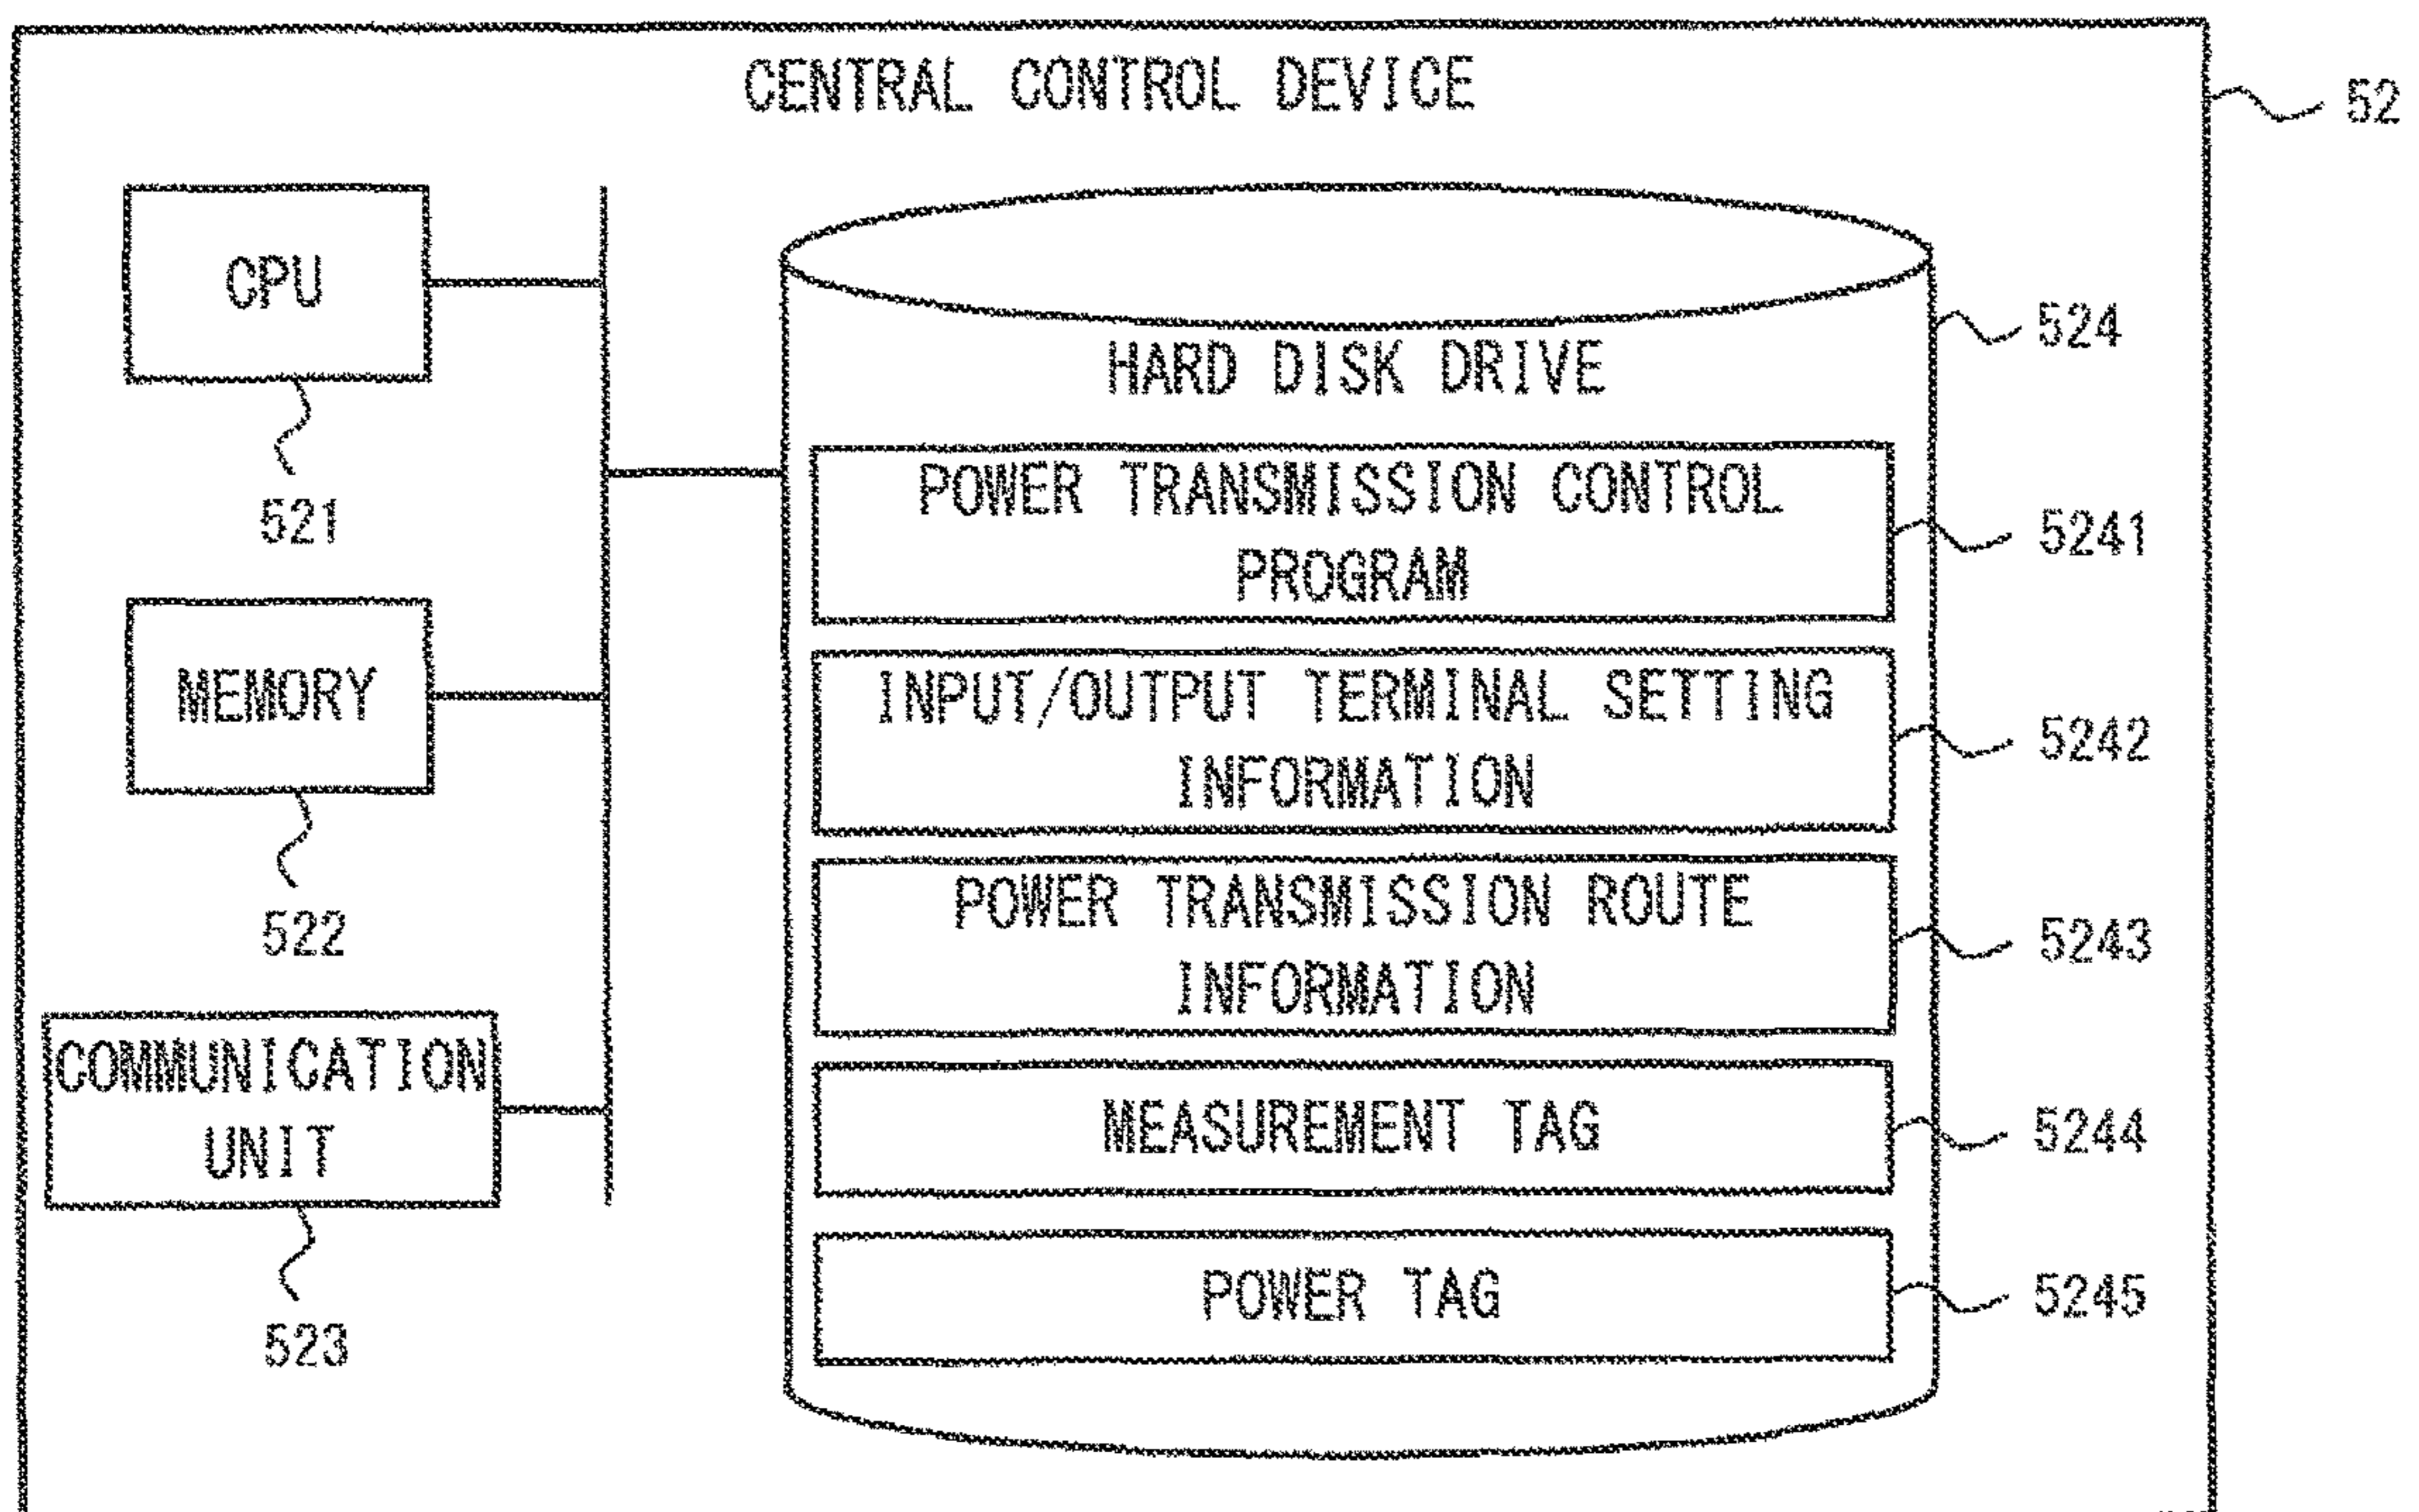 CENTRAL CONTROL DEVICE
52
CPU
521
MEMORY
522
COMMUNICATION
UNIT
523
HARD DISK DRIVE
524
POWER TRANSMISSION CONTROL
PROGRAM
5241
INPUT/OUTPUT TERMINAL SETTING
INFORMATION
5242
POWER TRANSMISSION ROUTE
INFORMATION
5243
MEASUREMENT TAG
5244
POWER TAG
5245